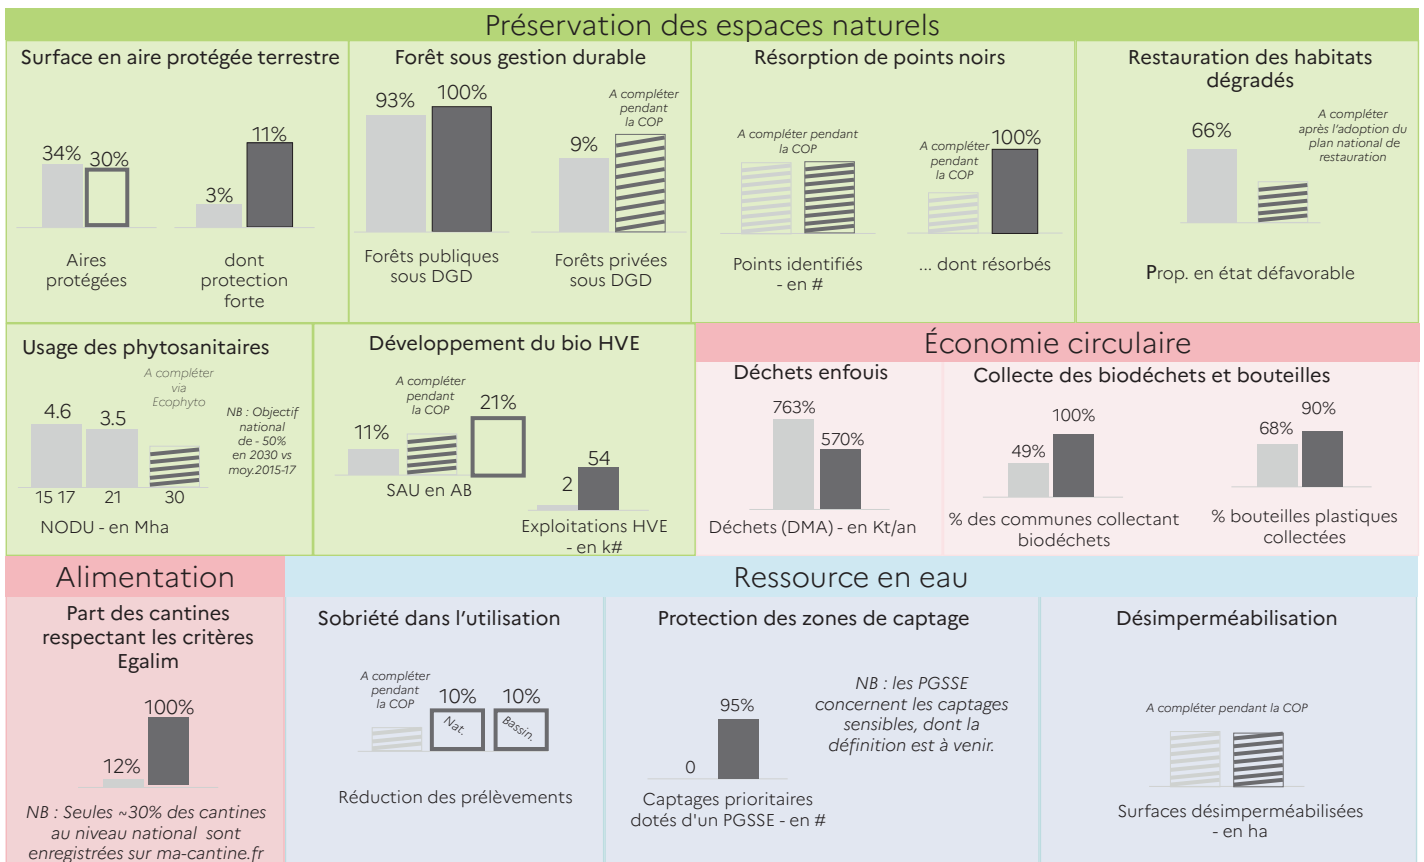 Préservation des espaces naturels
Surface en aire protégée terrestre
34%
30%
Aires
protégées
3%
11%
dont
protection
forte
Forêt sous gestion durable
93%
100%
Forêts publiques
sous DGD
9%
A compléter
pendant
la COP
Forêts privées
sous DGD
Résorption de points noirs
A compléter pendant
la COP
Points identifiés
- en #
A compléter
pendant
la COP
100%
... dont résorbés
Restauration des habitats
dégradés
66%
A compléter
après l'adoption du
plan national de
restauration
Prop. en état défavorable
Usage des phytosanitaires
4.6
3.5
A compléter
via
Ecophyto
NB : Objectif
national
de - 50%
en 2030 vs
moy.2015-17
15 17
21
30
NODU - en Mha
Développement du bio HVE
11%
A compléter
pendant
la COP
21%
SAU en AB
2
54
Exploitations HVE
- en k#
Économie circulaire
Déchets enfouis
763%
570%
Déchets (DMA) - en Kt/an
Collecte des biodéchets et bouteilles
49%
100%
% des communes collectant
biodéchets
68%
90%
% bouteilles plastiques
collectées
Alimentation
Part des cantines
respectant les critères
Egalim
12%
100%
NB : Seules ~30% des cantines
au niveau national sont
enregistrées sur ma-cantine.fr
Ressource en eau
Sobriété dans l'utilisation
A compléter
pendant
la COP
10%
Nat.
10%
Bassin.
Réduction des prélèvements
Protection des zones de captage
0
95%
NB : les PGSSE
concernent les captages
sensibles, dont la
définition est à venir.
Captages prioritaires
dotés d'un PGSSE - en #
Désimperméabilisation
A compléter pendant la COP
Surfaces désimperméabilisées
- en ha